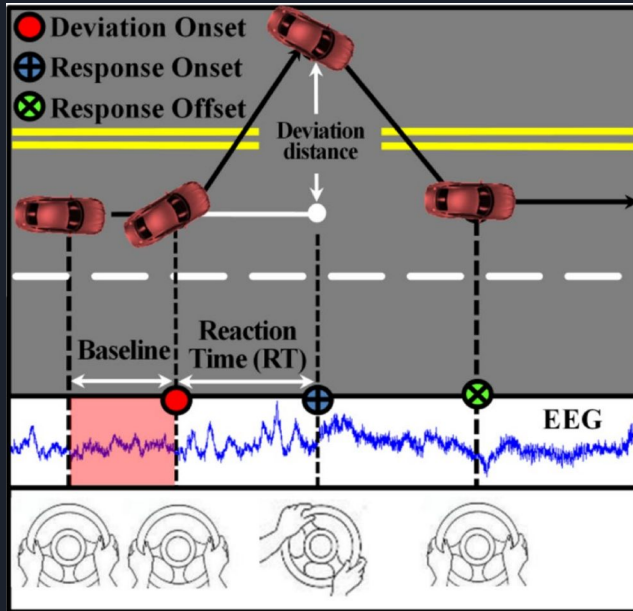 Deviation Onset
Response Onset
Response Offset
Deviation
distance
Baseline
Reaction
Time (RT)
EEG